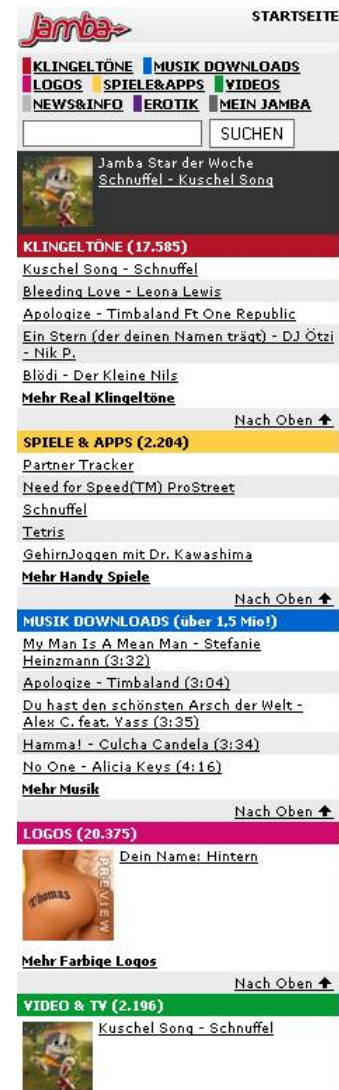 Jamba
STARTSEITE
KLINGELTÖNE MUSIK DOWNLOADS
LOGOS SPIELE&APPS VIDEOS
NEWS&INFO EROTIK MEIN JAMBA
SUCHEN
Jamba Star der Woche
Schnuffel - Kuschel Song
KLINGELTÖNE (17.585)
Kuschel Song - Schnuffel
Bleeding Love - Leona Lewis
Apologize - Timbaland Ft One Republic
Ein Stern (der deinen Namen trägt) - DJ Ötzi
- Nik P.
Blödi - Der Kleine Nils
Mehr Real Klingeltöne
Nach Oben
SPIELE & APPS (2.204)
Partner Tracker
Need for Speed(TM) ProStreet
Schnuffel
Tetris
GehirnJoggen mit Dr. Kawashima
Mehr Handy Spiele
Nach Oben
MUSIK DOWNLOADS (über 1,5 Mio!)
My Man Is A Mean Man - Stefanie
Heinzmann (3:32)
Apologize - Timbaland (3:04)
Du hast den schönsten Arsch der Welt -
Alex C. feat. Yass (3:35)
Hamma! - Culcha Candela (3:34)
No One - Alicia Keys (4:16)
Mehr Musik
Nach Oben
LOGOS (20.375)
Dein Name: Hintern
Thomas
PREVIEW
Mehr Farbige Logos
Nach Oben
VIDEO & TV (2.196)
Kuschel Song - Schnuffel